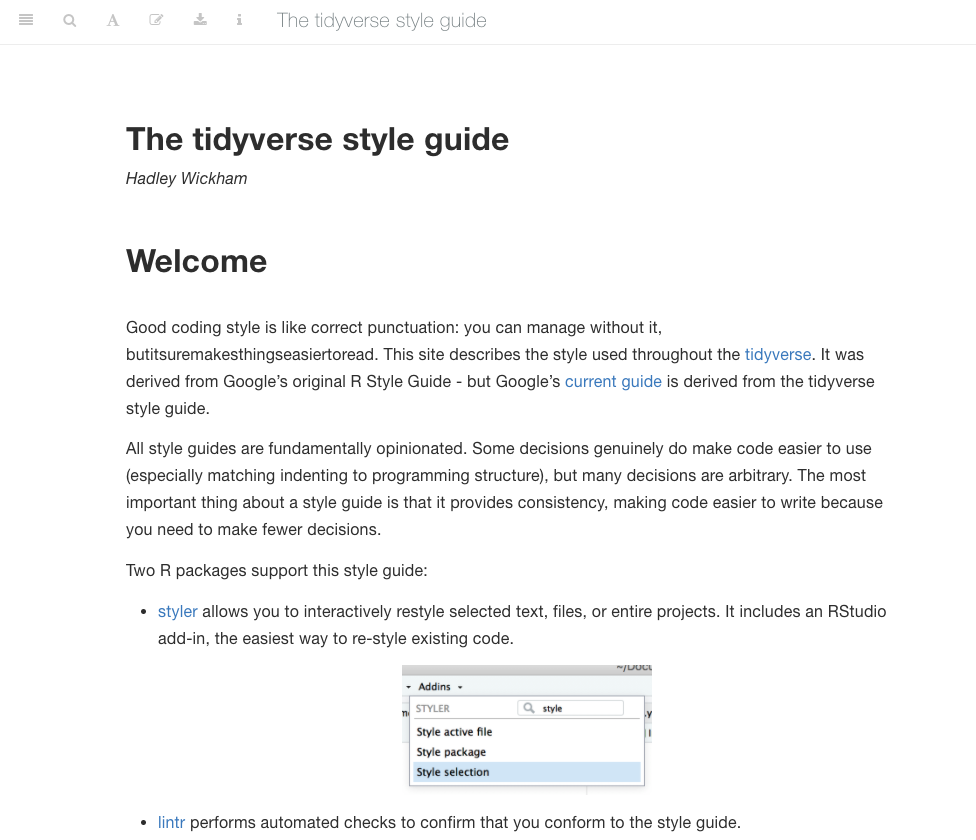 The tidyverse style guide
The tidyverse style guide
Hadley Wickham
Welcome
Good coding style is like correct punctuation: you can manage without it,
butitsuremakesthingseasiertoread. This site describes the style used throughout the tidyverse. It was
derived from Google’s original R Style Guide - but Google’s current guide is derived from the tidyverse
style guide.
All style guides are fundamentally opinionated. Some decisions genuinely do make code easier to use
(especially matching indenting to programming structure), but many decisions are arbitrary. The most
important thing about a style guide is that it provides consistency, making code easier to write because
you need to make fewer decisions.
Two R packages support this style guide:
• styler allows you to interactively restyle selected text, files, or entire projects. It includes an RStudio
add-in, the easiest way to re-style existing code.
Addins
STYLER style
Style active file
Style package
Style selection
• lintr performs automated checks to confirm that you conform to the style guide.